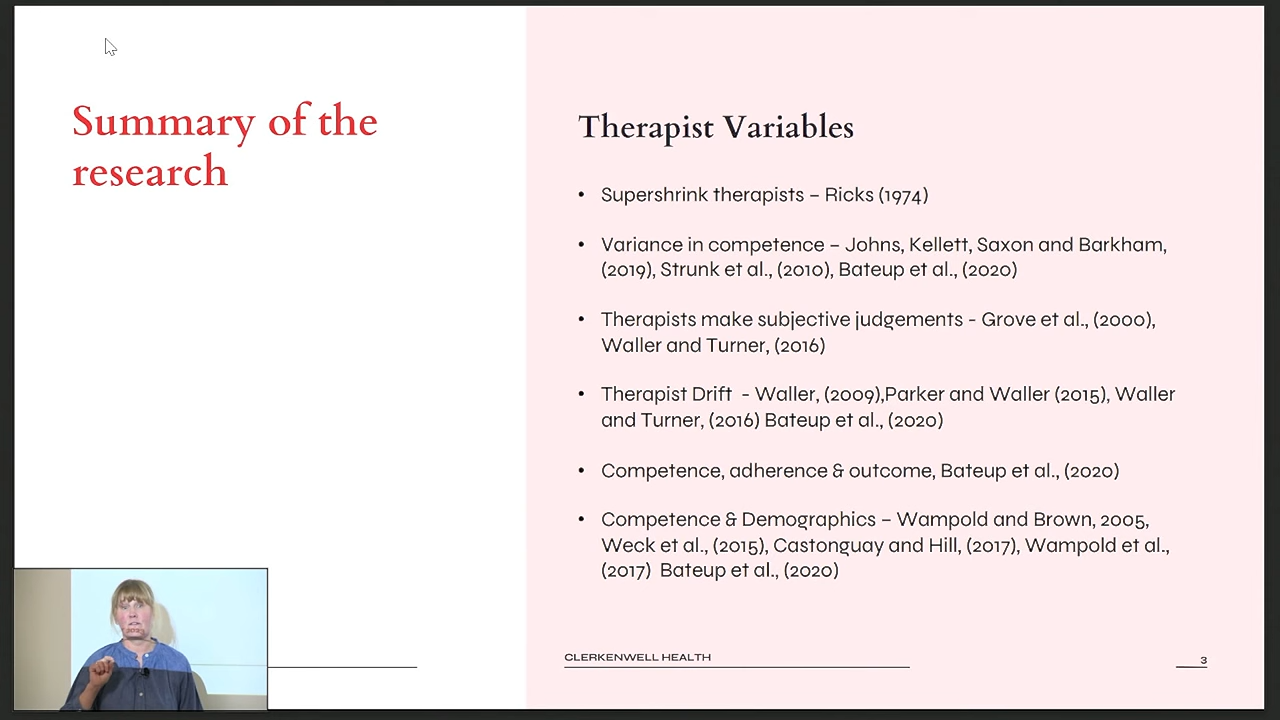 Summary of the
research
Therapist Variables
• Supershrink therapists – Ricks (1974)
• Variance in competence – Johns, Kellett, Saxon and Barkham,
(2019), Strunk et al., (2010), Bateup et al., (2020)
• Therapists make subjective judgements - Grove et al., (2000),
Waller and Turner, (2016)
• Therapist Drift  - Waller, (2009),Parker and Waller (2015), Waller
and Turner, (2016) Bateup et al., (2020)
• Competence, adherence & outcome, Bateup et al., (2020)
• Competence & Demographics – Wampold and Brown, 2005,
Weck et al., (2015), Castonguay and Hill, (2017), Wampold et al.,
(2017)  Bateup et al., (2020)
CLERKENWELL HEALTH
3